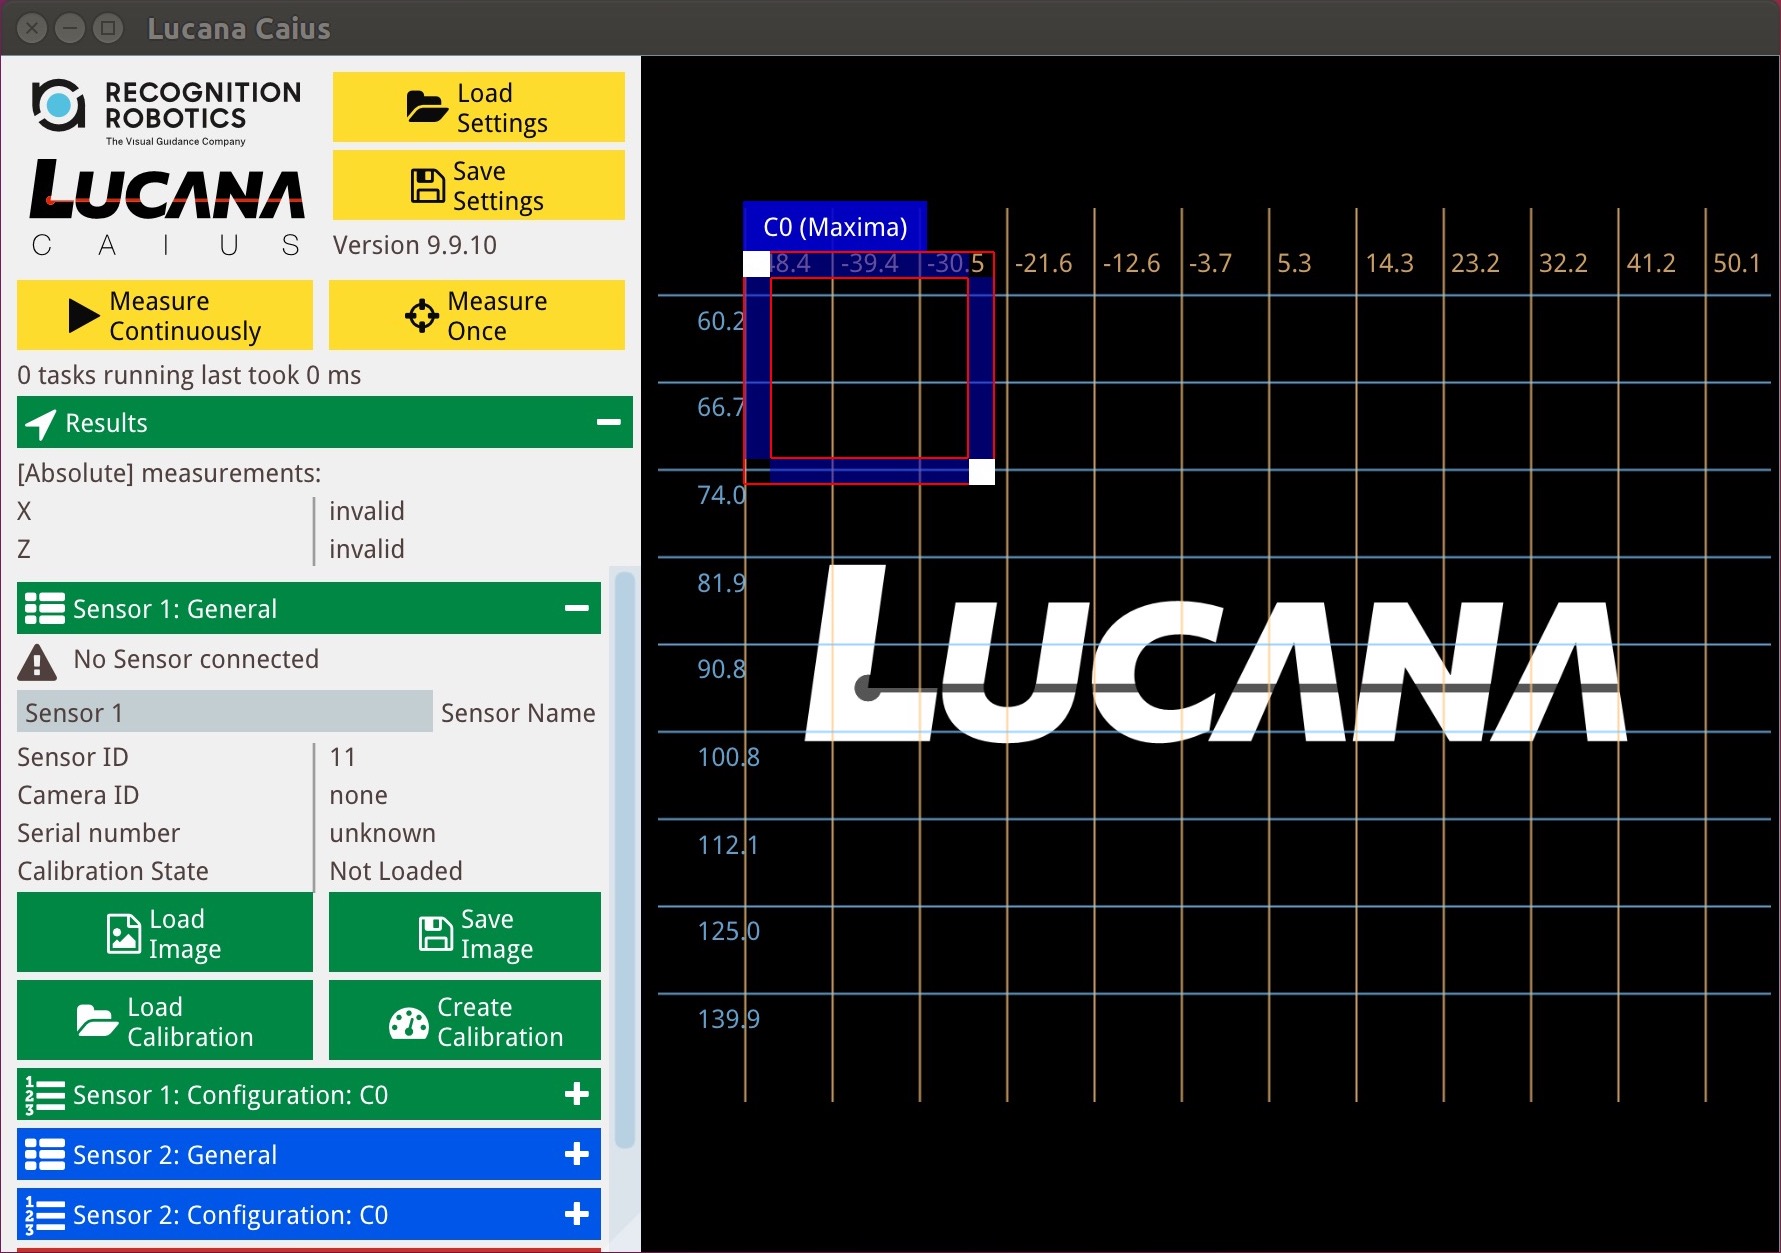 Lucana Caius
RECOGNITION
ROBOTICS
The Visual Guidance Company
LUCANA
CAIUS
Load
Settings
Save
Settings
Version 9.9.10
Measure
Continuously
Measure
Once
0 tasks running last took 0 ms
Results
[Absolute] measurements:
X invalid
Z invalid
Sensor 1: General
No Sensor connected
Sensor 1 Sensor Name
Sensor ID 11
Camera ID none
Serial number unknown
Calibration State Not Loaded
Load
Image
Save
Image
Load
Calibration
Create
Calibration
Sensor 1: Configuration: C0
Sensor 2: General
Sensor 2: Configuration: C0
C0 (Maxima)
48.4 -39.4 -30.5 -21.6 -12.6 -3.7 5.3 14.3 23.2 32.2 41.2 50.1
60.2
66.7
74.0
81.9
90.8
100.8
112.1
125.0
139.9
LUCANA